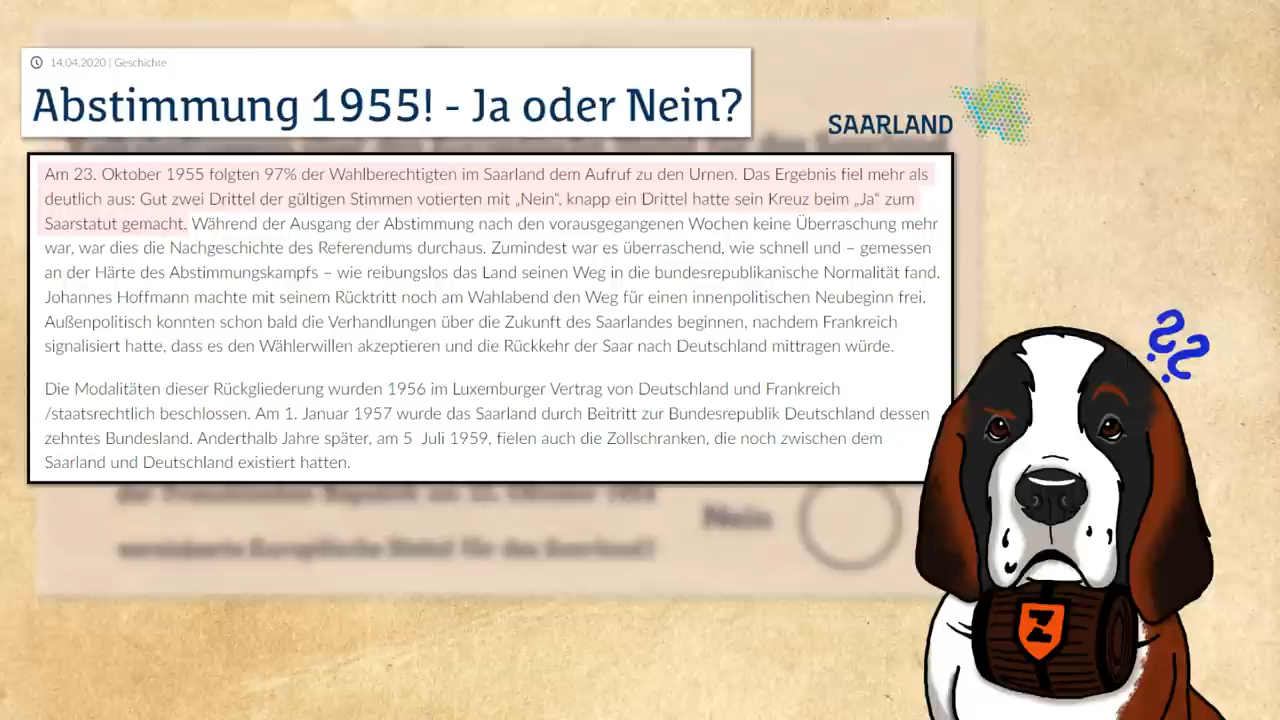 14.04.2020 | Geschichte
Abstimmung 1955! - Ja oder Nein?
SAARLAND
Am 23. Oktober 1955 folgten 97% der Wahlberechtigten im Saarland dem Aufruf zu den Urnen. Das Ergebnis fiel mehr als
deutlich aus: Gut zwei Drittel der gültigen Stimmen votierten mit „Nein“, knapp ein Drittel hatte sein Kreuz beim „Ja“ zum
Saarstatut gemacht. Während der Ausgang der Abstimmung nach den vorausgegangenen Wochen keine Überraschung mehr
war, war dies die Nachgeschichte des Referendums durchaus. Zumindest war es überraschend, wie schnell und – gemessen
an der Härte des Abstimmungskampfs – wie reibungslos das Land seinen Weg in die bundesrepublikanische Normalität fand.
Johannes Hoffmann machte mit seinem Rücktritt noch am Wahlabend den Weg für einen innenpolitischen Neubeginn frei.
Außenpolitisch konnten schon bald die Verhandlungen über die Zukunft des Saarlandes beginnen, nachdem Frankreich
signalisiert hatte, dass es den Wählerwillen akzeptieren und die Rückkehr der Saar nach Deutschland mittragen würde.
Die Modalitäten dieser Rückgliederung wurden 1956 im Luxemburger Vertrag von Deutschland und Frankreich
/staatsrechtlich beschlossen. Am 1. Januar 1957 wurde das Saarland durch Beitritt zur Bundesrepublik Deutschland dessen
zehntes Bundesland. Anderthalb Jahre später, am 5 Juli 1959, fielen auch die Zollschranken, die noch zwischen dem
Saarland und Deutschland existiert hatten.
Nein
??
Z